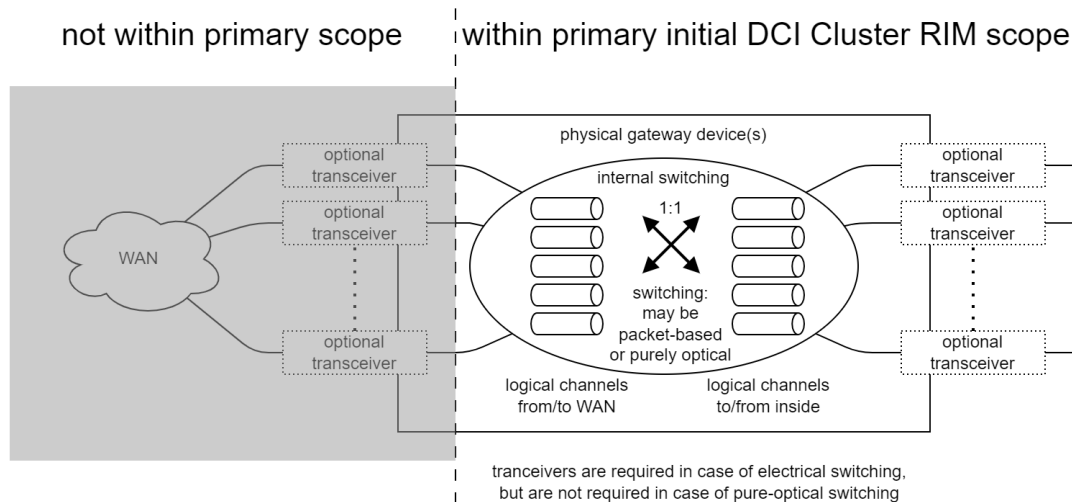 not within primary scope
within primary initial DCI Cluster RIM scope
physical gateway device(s)
optional
transceiver
optional
transceiver
optional
transceiver
WAN
internal switching
1:1
switching:
may be
packet-based
or purely optical
logical channels
from/to WAN
logical channels
to/from inside
optional
transceiver
optional
transceiver
optional
transceiver
tranceivers are required in case of electrical switching,
but are not required in case of pure-optical switching